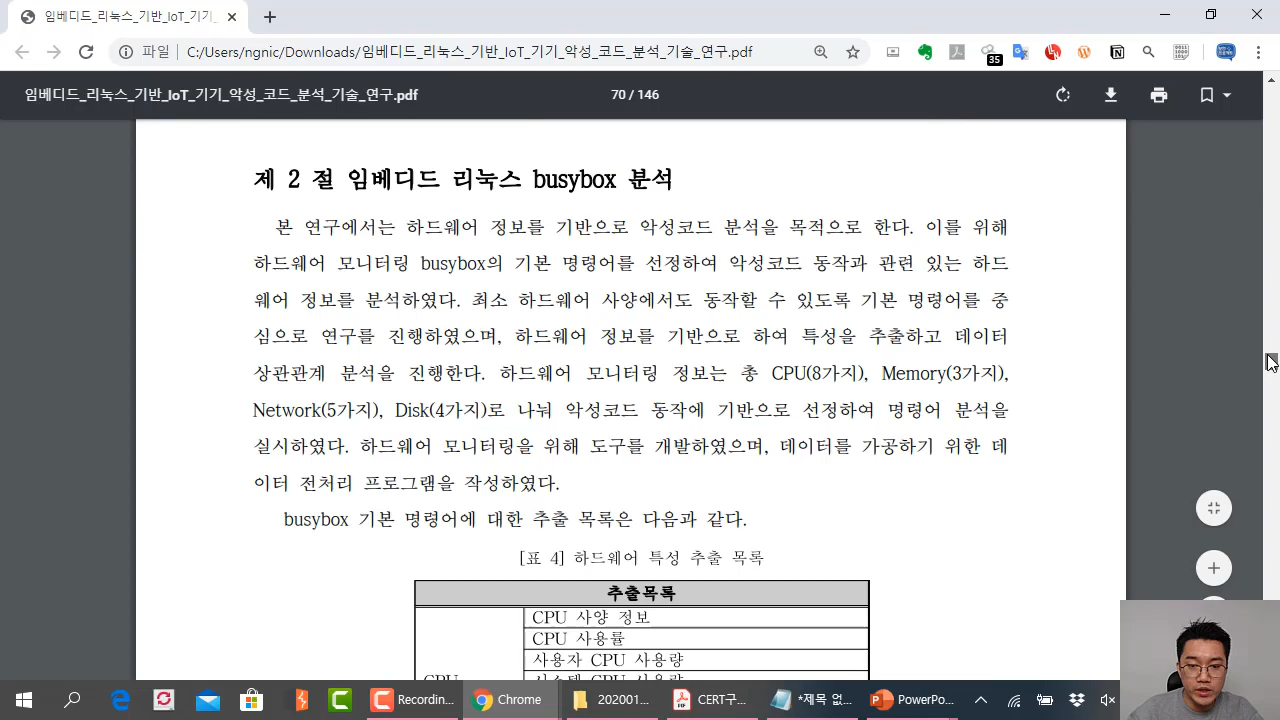 임베디드_리눅스_기반_IoT_기기_
파일
C:/Users/ngnic/Downloads/임베디드_리눅스_기반_IoT_기기_악성_코드_분석_기술_연구.pdf
35
임베디드_리눅스_기반_IoT_기기_악성_코드_분석_기술_연구.pdf
70 / 146
제 2 절 임베디드 리눅스 busybox 분석
본 연구에서는 하드웨어 정보를 기반으로 악성코드 분석을 목적으로 한다. 이를 위해
하드웨어 모니터링 busybox의 기본 명령어를 선정하여 악성코드 동작과 관련 있는 하드
웨어 정보를 분석하였다. 최소 하드웨어 사양에서도 동작할 수 있도록 기본 명령어를 중
심으로 연구를 진행하였으며, 하드웨어 정보를 기반으로 하여 특성을 추출하고 데이터
상관관계 분석을 진행한다. 하드웨어 모니터링 정보는 총 CPU(8가지), Memory(3가지),
Network(5가지), Disk(4가지)로 나눠 악성코드 동작에 기반으로 선정하여 명령어 분석을
실시하였다. 하드웨어 모니터링을 위해 도구를 개발하였으며, 데이터를 가공하기 위한 데
이터 전처리 프로그램을 작성하였다.
busybox 기본 명령어에 대한 추출 목록은 다음과 같다.
[표 4] 하드웨어 특성 추출 목록
추출목록
CPU 사양 정보
CPU 사용률
사용자 CPU 사용량
시스템 CPU 사용량
CPU
Recording...
Chrome
202001...
CERT구...
*제목 없...
PowerPo...